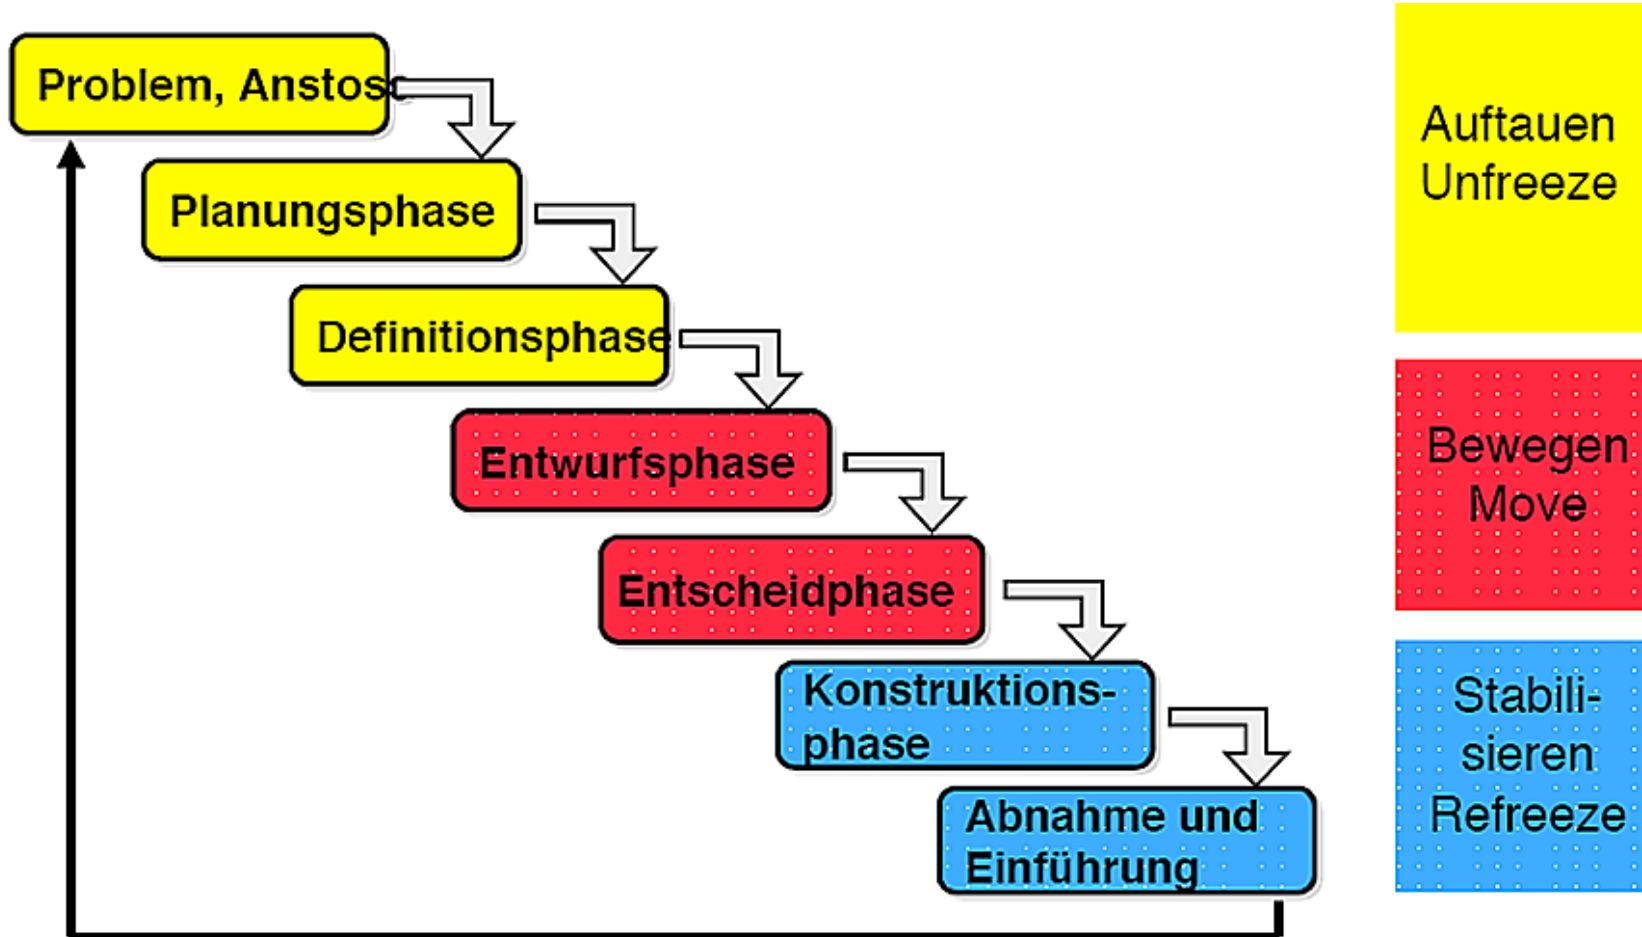 Problem, Anstoss
Planungsphase
Definitionsphase
Entwurfsphase
Entscheidphase
Konstruktions-
phase
Abnahme und
Einführung
Auftauen
Unfreeze
Bewegen
Move
Stabili-
sieren
Refreeze